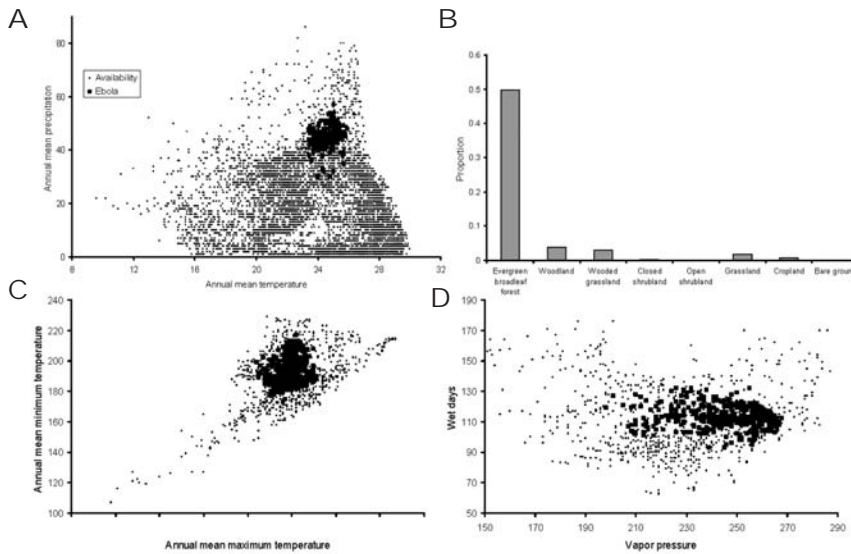 A
Annual mean precipitation
80
60
40
20
0
Availability
Ebola
8
12
16
20
24
28
32
Annual mean temperature
B
Proportion
0.6
0.5
0.4
0.3
0.2
0.1
0
Evergreen
broadleaf
forest
Woodland
Wooded
grassland
Closed
shrubland
Open
shrubland
Grassland
Cropland
Bare ground
C
Annual mean minimum temperature
240
220
200
180
160
140
120
100
Annual mean maximum temperature
D
Wet days
190
170
150
130
110
90
70
50
150
170
190
210
230
250
270
290
Vapor pressure